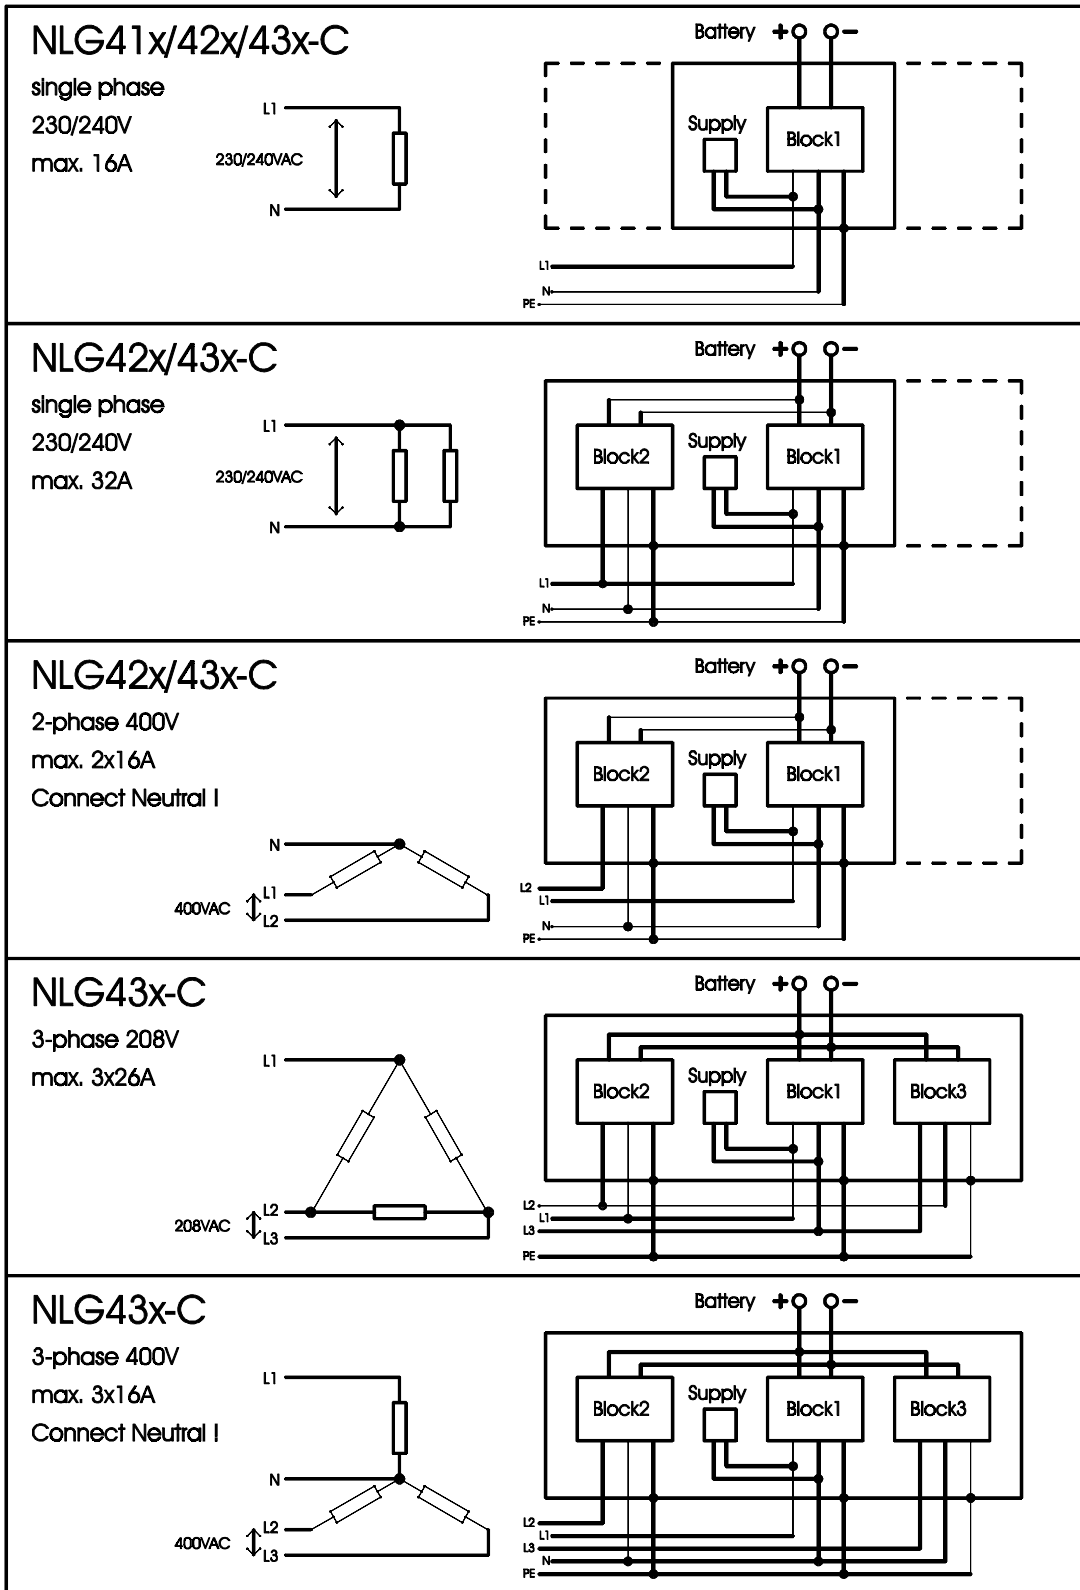 NLG41x/42x/43x-C
single phase
230/240V
max. 16A
L1
230/240VAC
N
Battery + −
Supply
Block1
L1
N
PE
NLG42x/43x-C
single phase
230/240V
max. 32A
L1
230/240VAC
N
Battery + −
Block2
Supply
Block1
L1
N
PE
NLG42x/43x-C
2-phase 400V
max. 2x16A
Connect Neutral !
N
L1
400VAC
L2
Battery + −
Block2
Supply
Block1
L2
L1
N
PE
NLG43x-C
3-phase 208V
max. 3x26A
L1
L2
208VAC
L3
Battery + −
Block2
Supply
Block1
Block3
L2
L1
L3
PE
NLG43x-C
3-phase 400V
max. 3x16A
Connect Neutral !
L1
N
L2
400VAC
L3
Battery + −
Block2
Supply
Block1
Block3
L2
L1
L3
N
PE